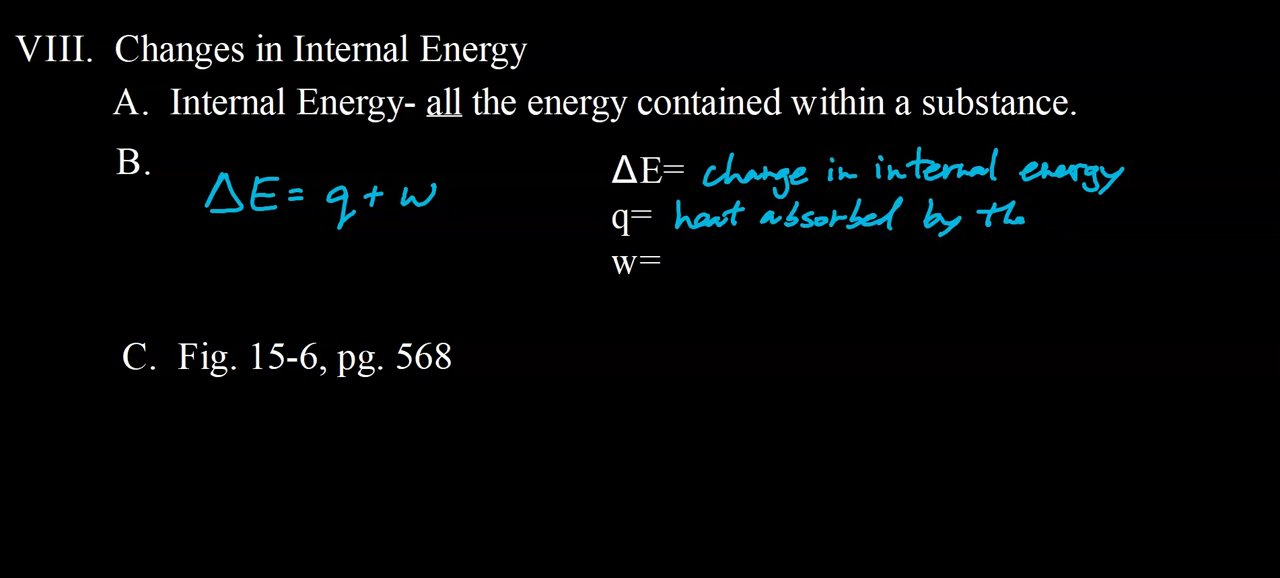 VIII. Changes in Internal Energy
A. Internal Energy- all the energy contained within a substance.
B.
ΔE = q + w
ΔE= change in internal energy
q= heat absorbed by the
w=
C. Fig. 15-6, pg. 568